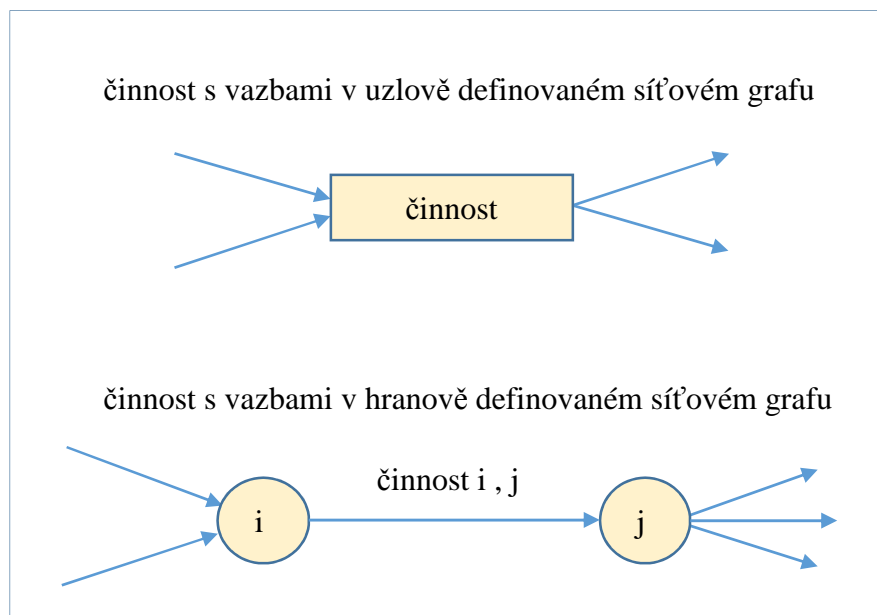 činnost s vazbami v uzlově definovaném síťovém grafu
činnost
činnost s vazbami v hranově definovaném síťovém grafu
činnost i , j
i
j